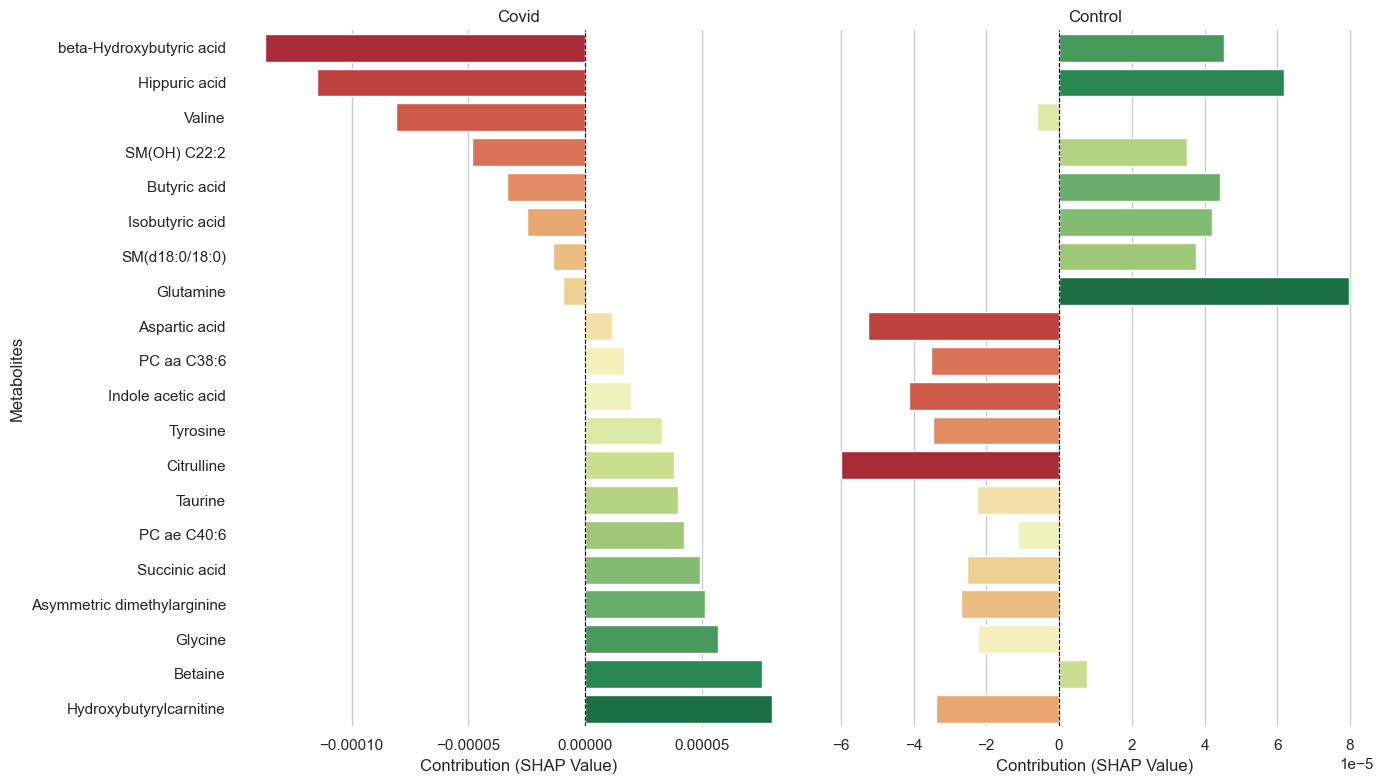 Covid
Control
Metabolites
beta-Hydroxybutyric acid
Hippuric acid
Valine
SM(OH) C22:2
Butyric acid
Isobutyric acid
SM(d18:0/18:0)
Glutamine
Aspartic acid
PC aa C38:6
Indole acetic acid
Tyrosine
Citrulline
Taurine
PC ae C40:6
Succinic acid
Asymmetric dimethylarginine
Glycine
Betaine
Hydroxybutyrylcarnitine
−0.00010 −0.00005 0.00000 0.00005
Contribution (SHAP Value)
−6 −4 −2 0 2 4 6 8
1e−5
Contribution (SHAP Value)